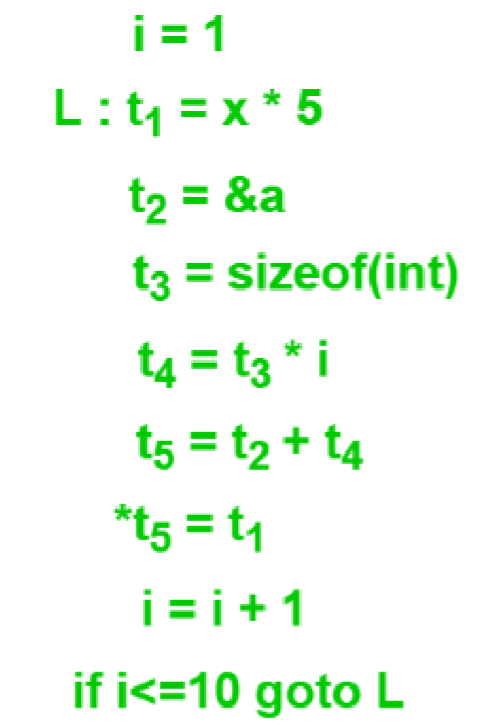 i = 1
L : t₁ = x * 5
t₂ = &a
t₃ = sizeof(int)
t₄ = t₃ * i
t₅ = t₂ + t₄
*t₅ = t₁
i = i + 1
if i<=10 goto L